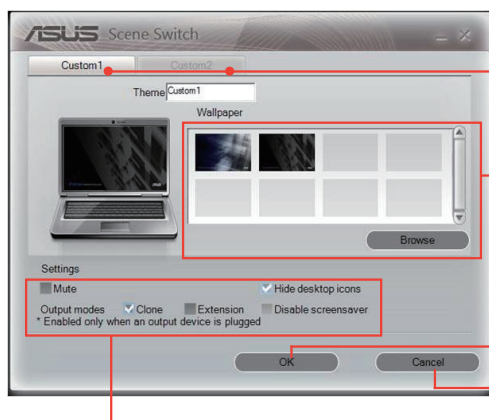 ASUS Scene Switch
Custom1 Custom2
Theme Custom1
Wallpaper
Browse
Settings
Mute Hide desktop icons
Output modes Clone Extension Disable screensaver
* Enabled only when an output device is plugged
OK Cancel